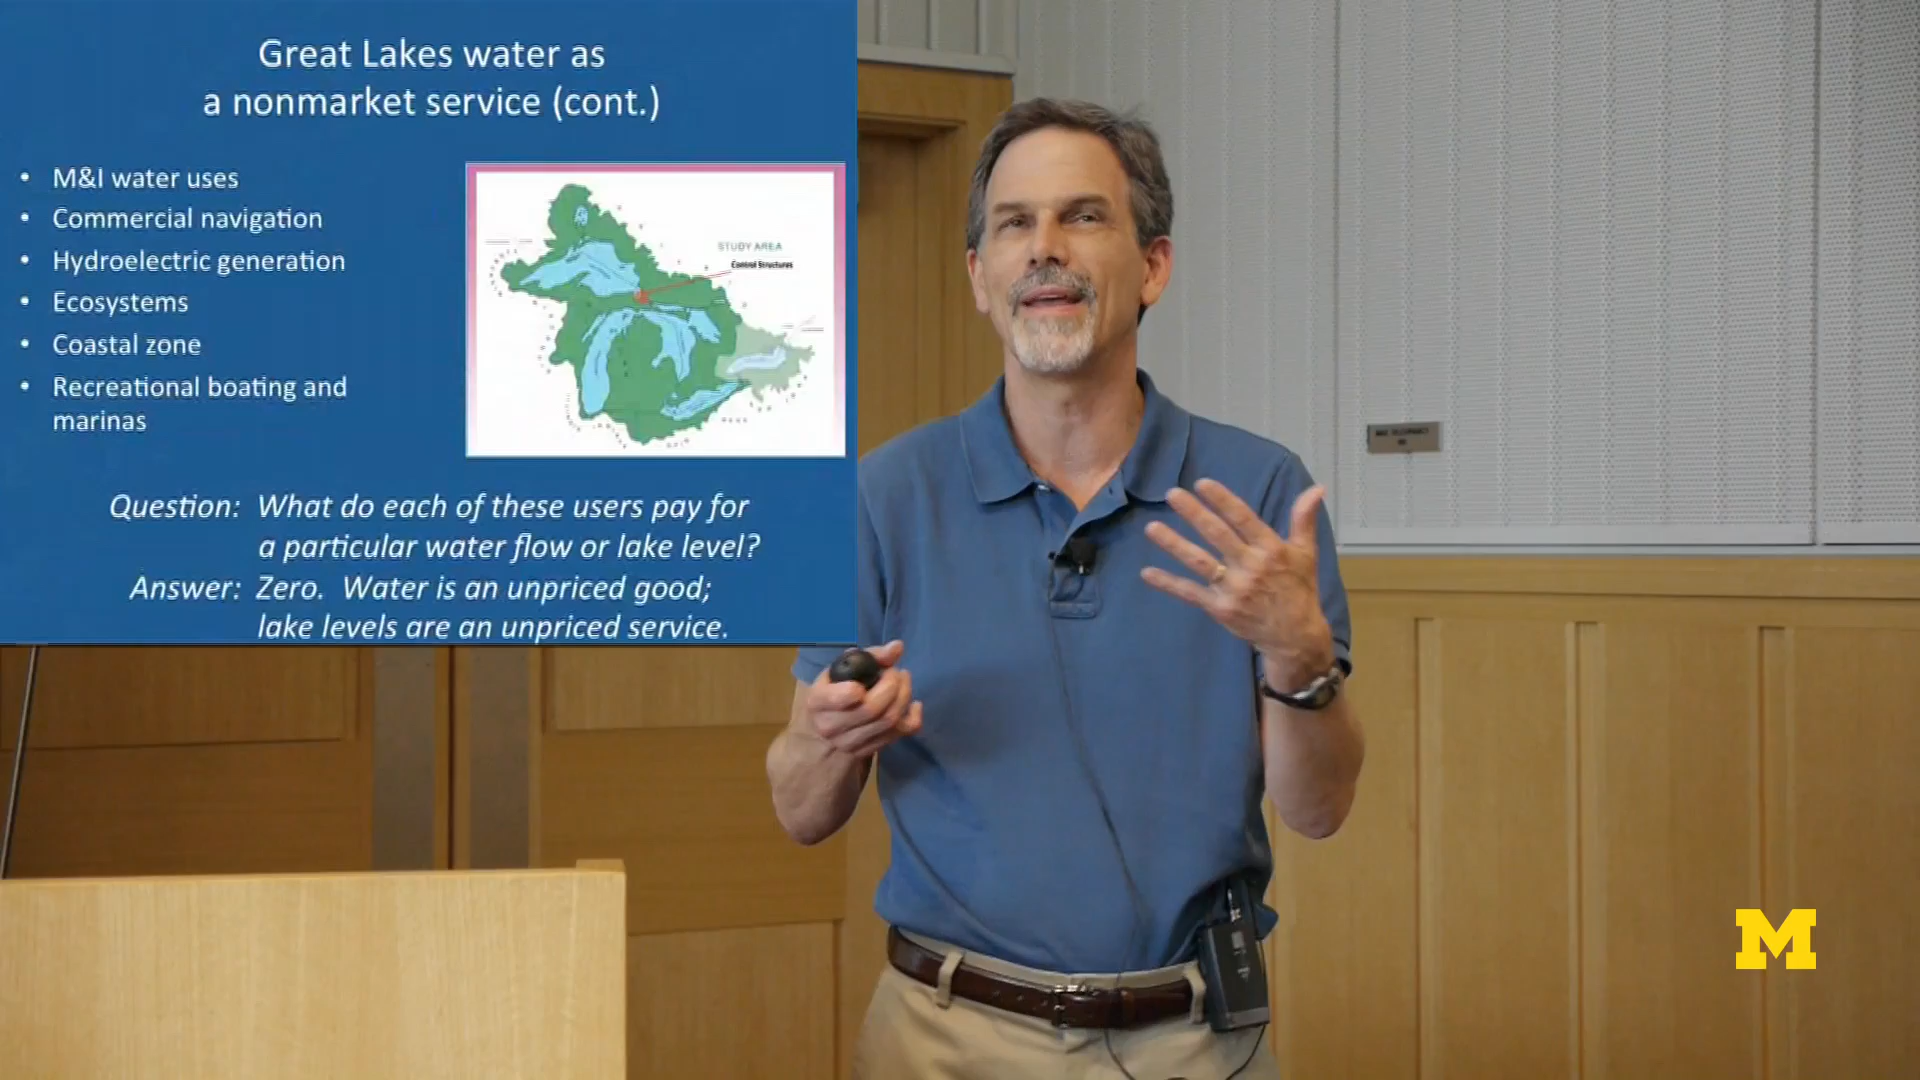 Great Lakes water as
a nonmarket service (cont.)
• M&I water uses
• Commercial navigation
• Hydroelectric generation
• Ecosystems
• Coastal zone
• Recreational boating and
marinas
STUDY AREA
Control Structures
Question: What do each of these users pay for
a particular water flow or lake level?
Answer: Zero. Water is an unpriced good;
lake levels are an unpriced service.
M